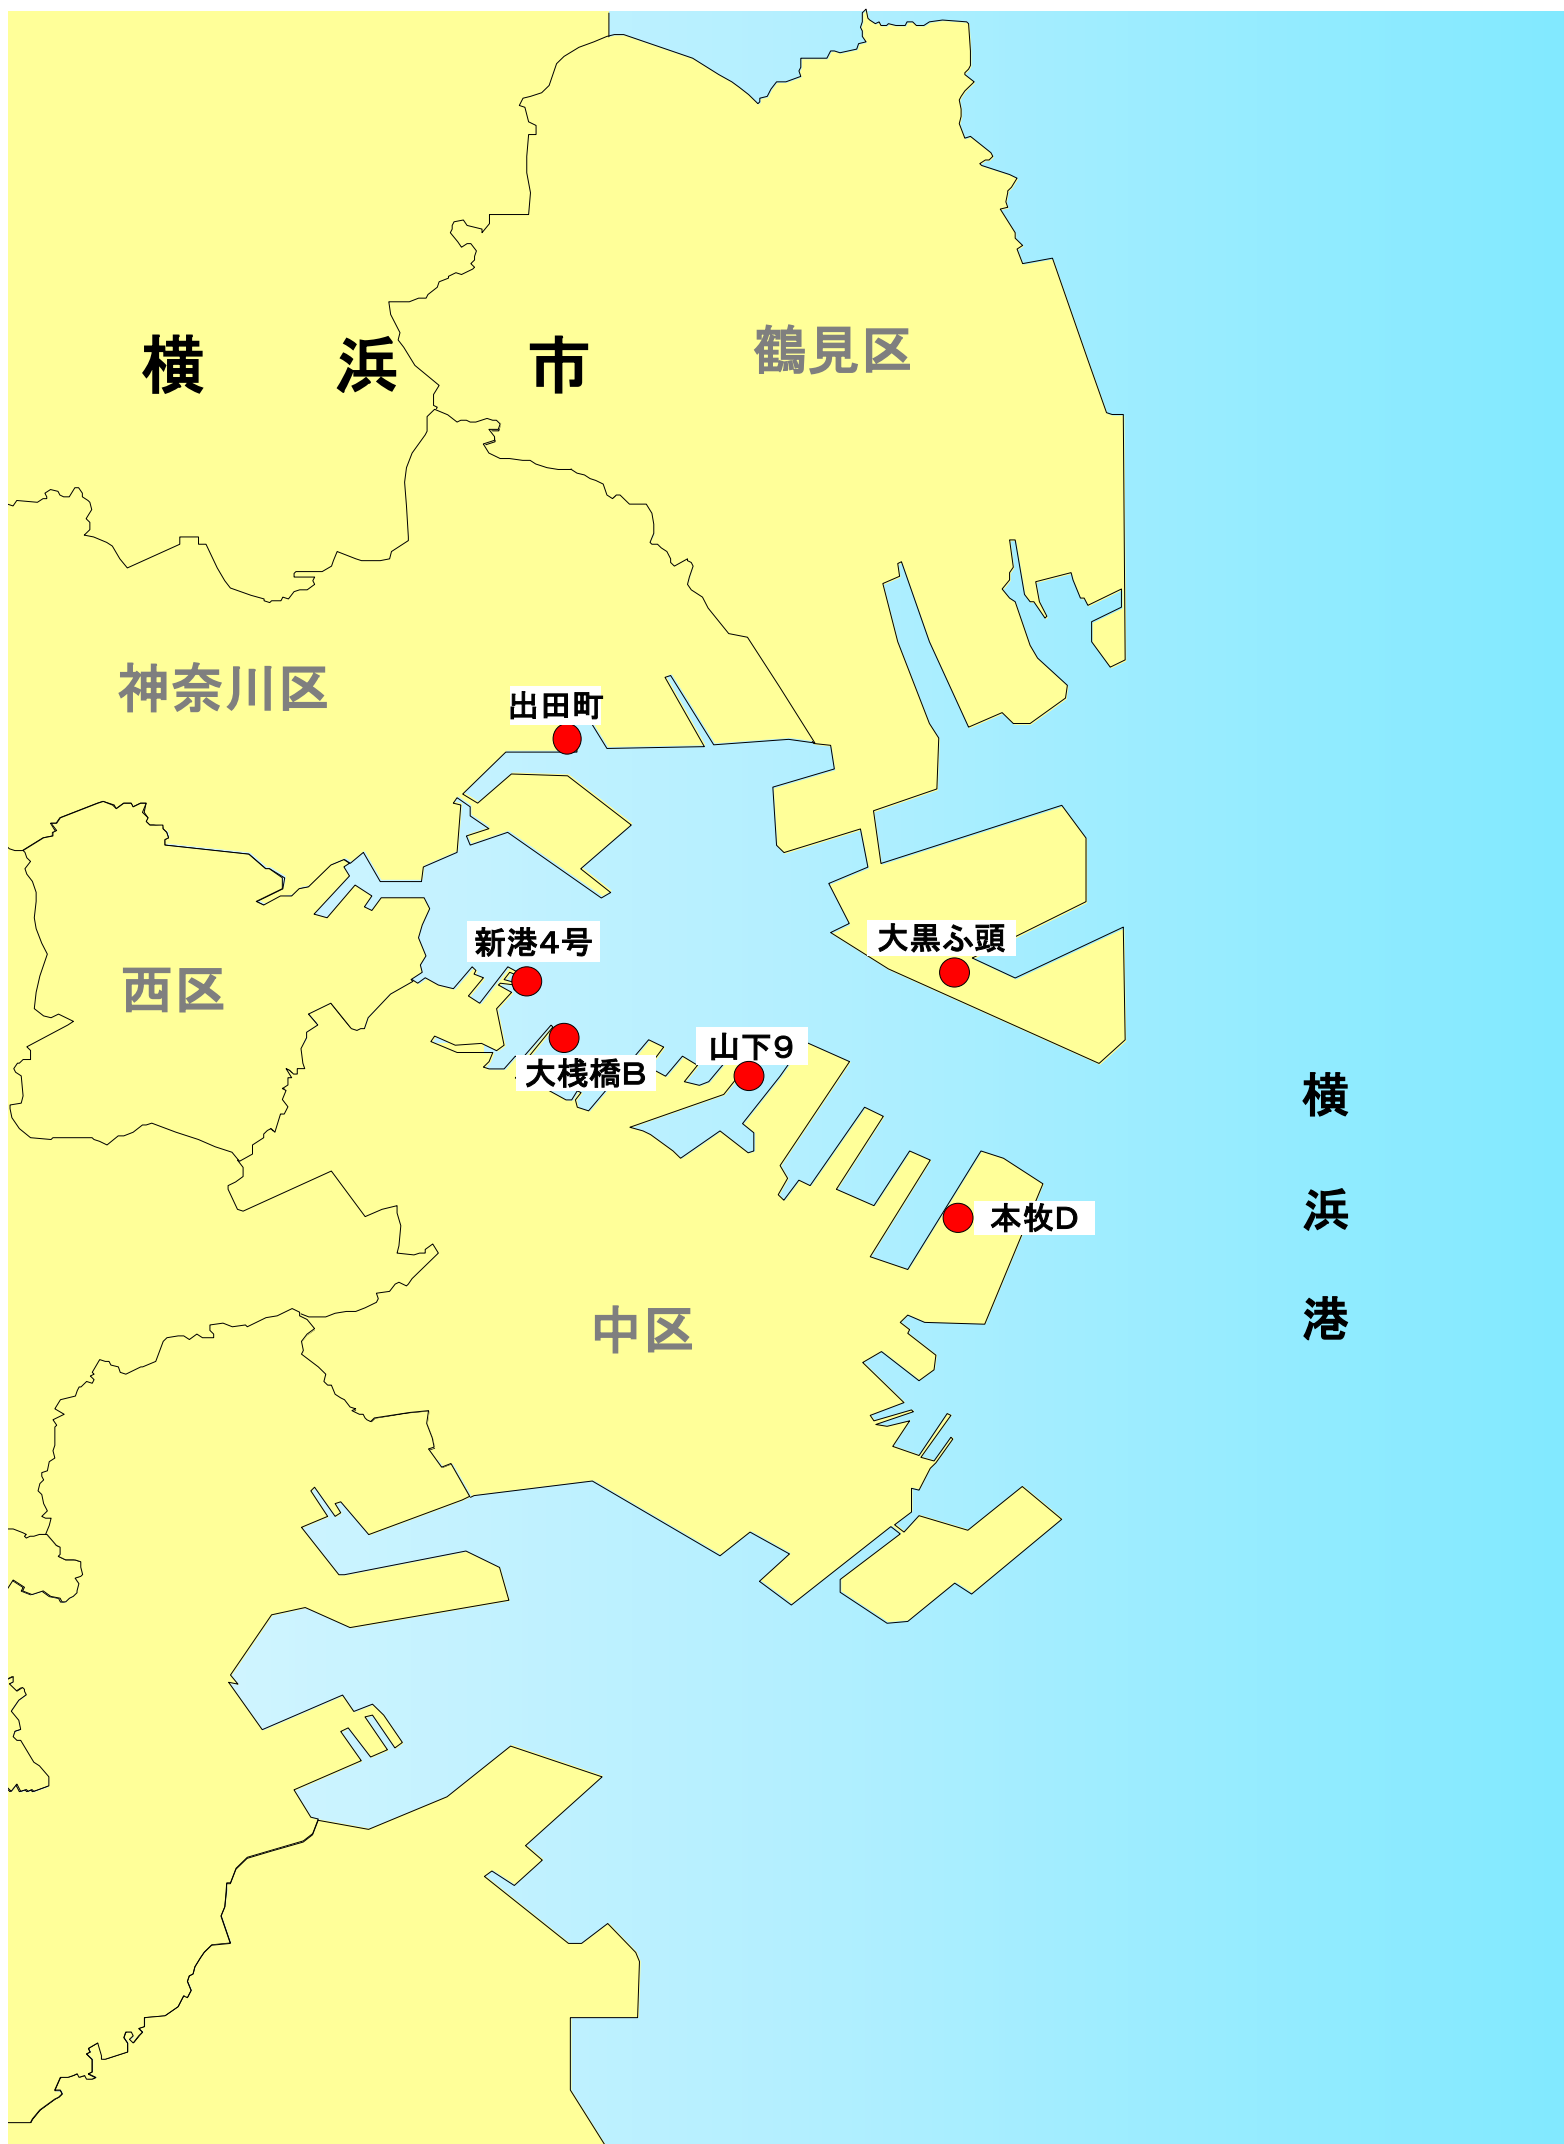 横浜市
鶴見区
神奈川区
出田町
新港4号
大黒ふ頭
西区
大桟橋B
山下9
横浜港
本牧D
中区